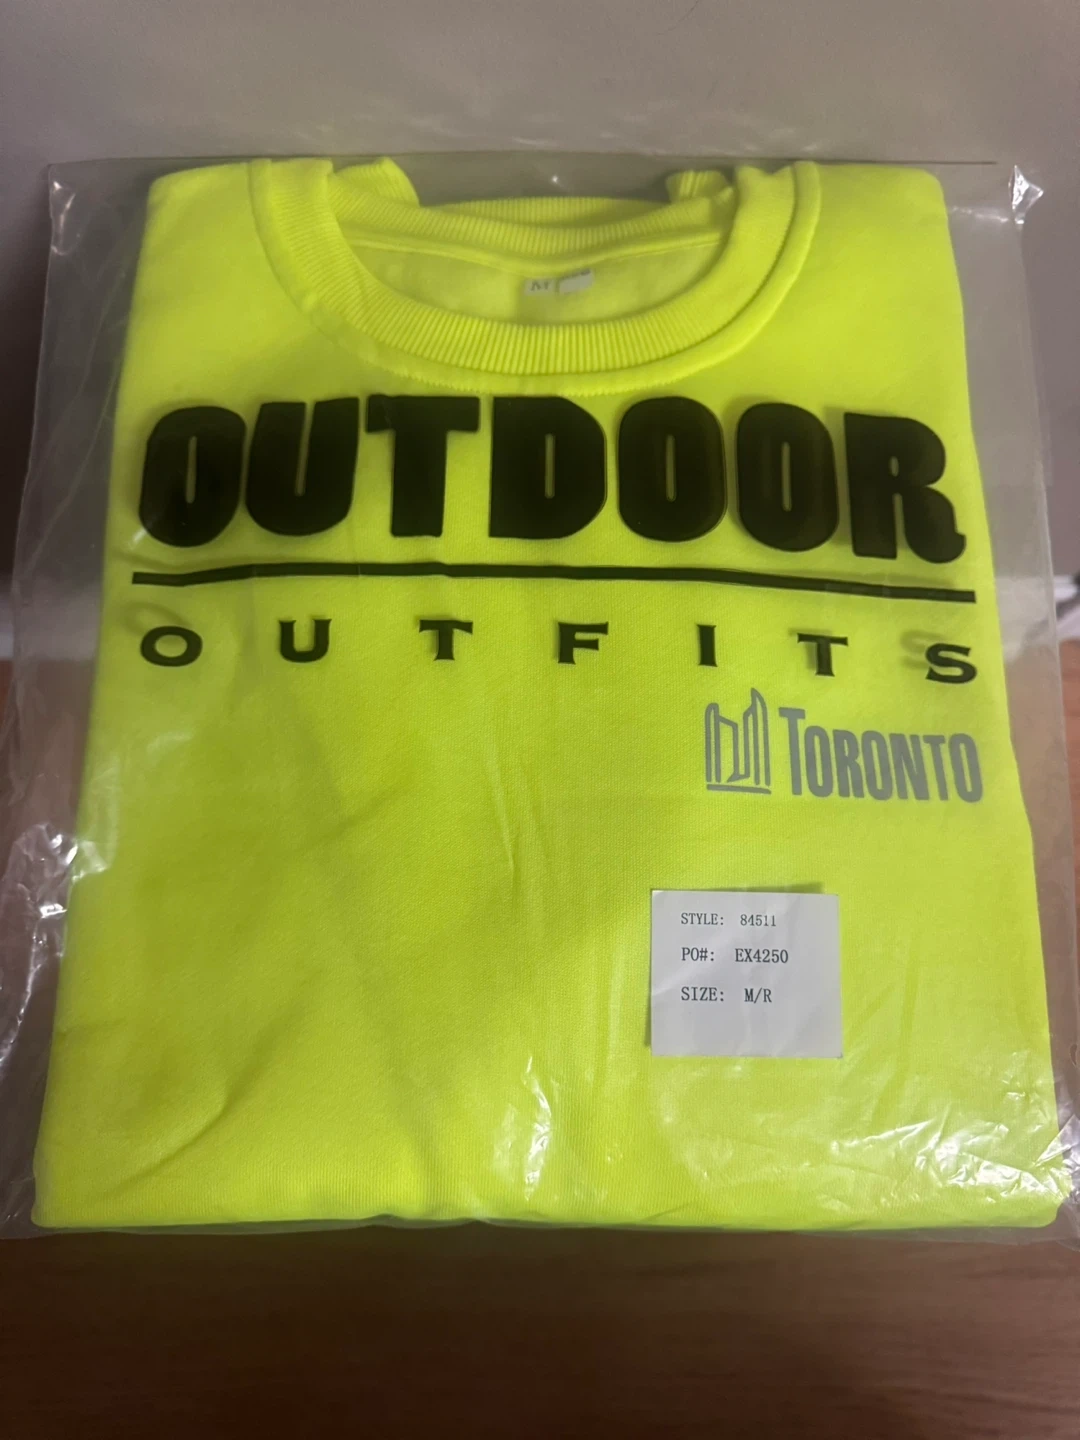 M
OUTDOOR
OUTFITS
TORONTO
STYLE: 84511
PO#: EX4250
SIZE: M/R